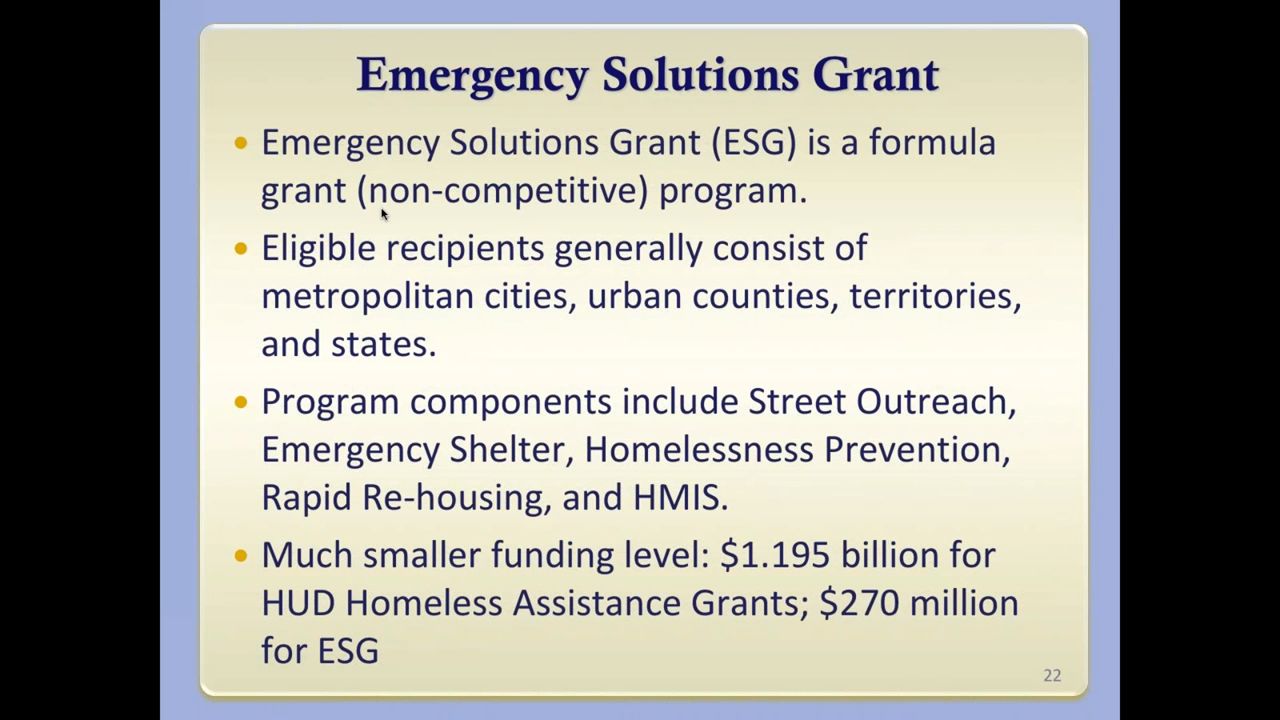 Emergency Solutions Grant
• Emergency Solutions Grant (ESG) is a formula
grant (non-competitive) program.
• Eligible recipients generally consist of
metropolitan cities, urban counties, territories,
and states.
• Program components include Street Outreach,
Emergency Shelter, Homelessness Prevention,
Rapid Re-housing, and HMIS.
• Much smaller funding level: $1.195 billion for
HUD Homeless Assistance Grants; $270 million
for ESG
22